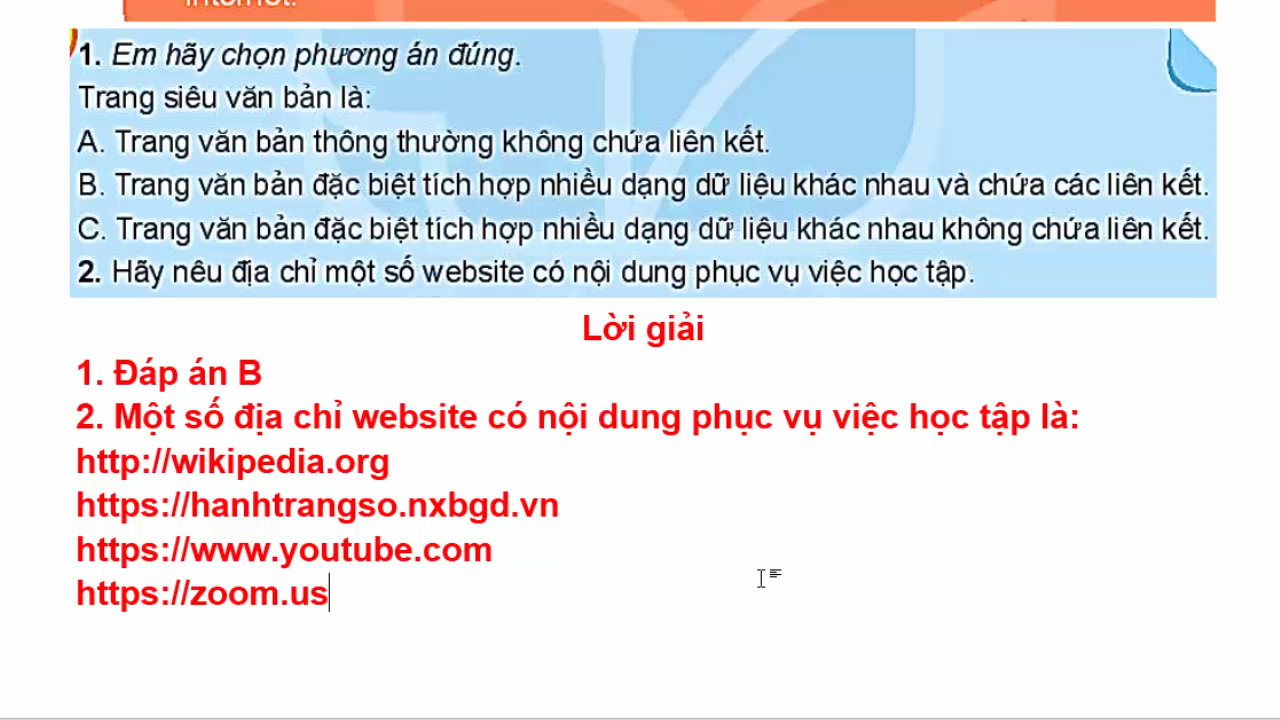 internet.
1. Em hãy chọn phương án đúng.
Trang siêu văn bản là:
A. Trang văn bản thông thường không chứa liên kết.
B. Trang văn bản đặc biệt tích hợp nhiều dạng dữ liệu khác nhau và chứa các liên kết.
C. Trang văn bản đặc biệt tích hợp nhiều dạng dữ liệu khác nhau không chứa liên kết.
2. Hãy nêu địa chỉ một số website có nội dung phục vụ việc học tập.
Lời giải
1. Đáp án B
2. Một số địa chỉ website có nội dung phục vụ việc học tập là:
http://wikipedia.org
https://hanhtrangso.nxbgd.vn
https://www.youtube.com
https://zoom.us